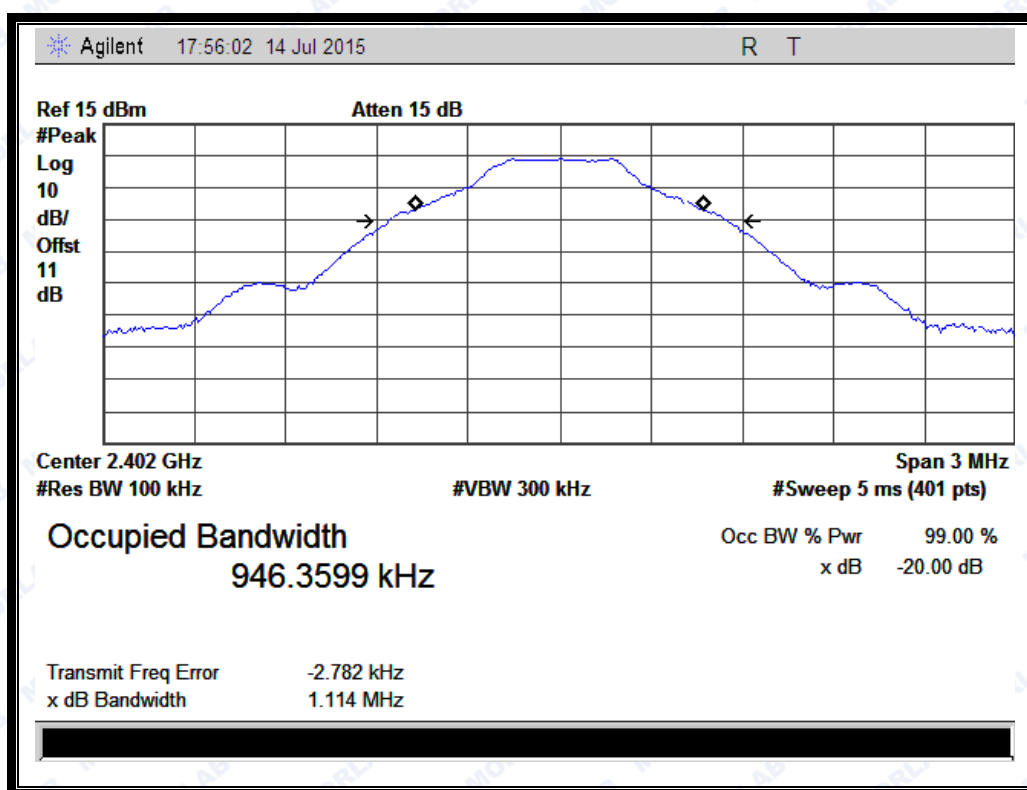 Agilent 17:56:02 14 Jul 2015 R T
Ref 15 dBm Atten 15 dB
#Peak
Log
10
dB/
Offst
11
dB
Center 2.402 GHz Span 3 MHz
#Res BW 100 kHz #VBW 300 kHz #Sweep 5 ms (401 pts)
Occupied Bandwidth Occ BW % Pwr 99.00 %
946.3599 kHz x dB -20.00 dB
Transmit Freq Error -2.782 kHz
x dB Bandwidth 1.114 MHz